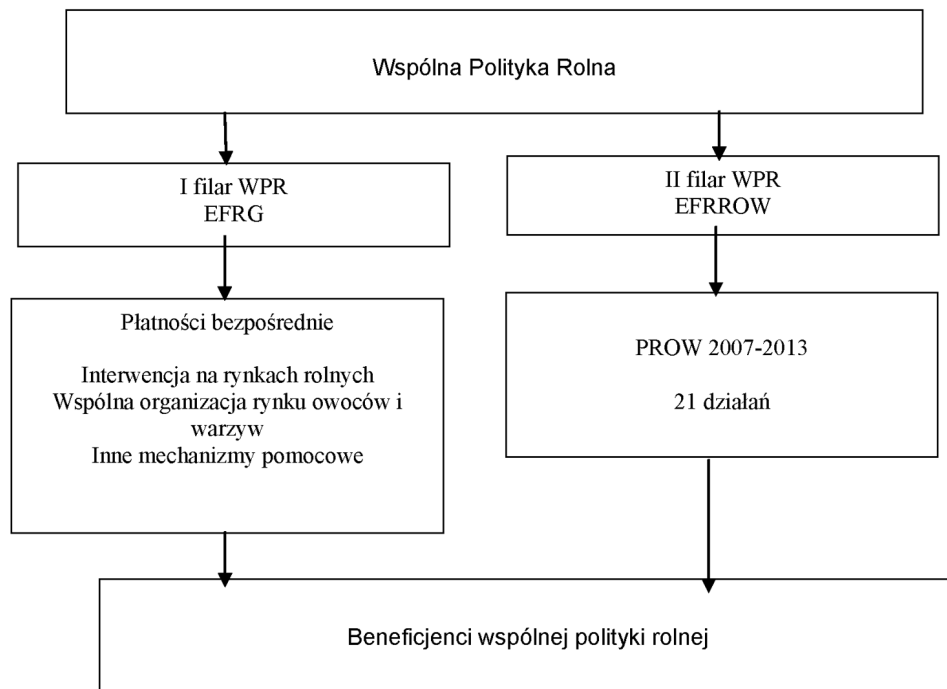 Wspólna Polityka Rolna
I filar WPR
EFRG
II filar WPR
EFRROW
Płatności bezpośrednie
Interwencja na rynkach rolnych
Wspólna organizacja rynku owoców i
warzyw
Inne mechanizmy pomocowe
PROW 2007-2013
21 działań
Beneficjenci wspólnej polityki rolnej